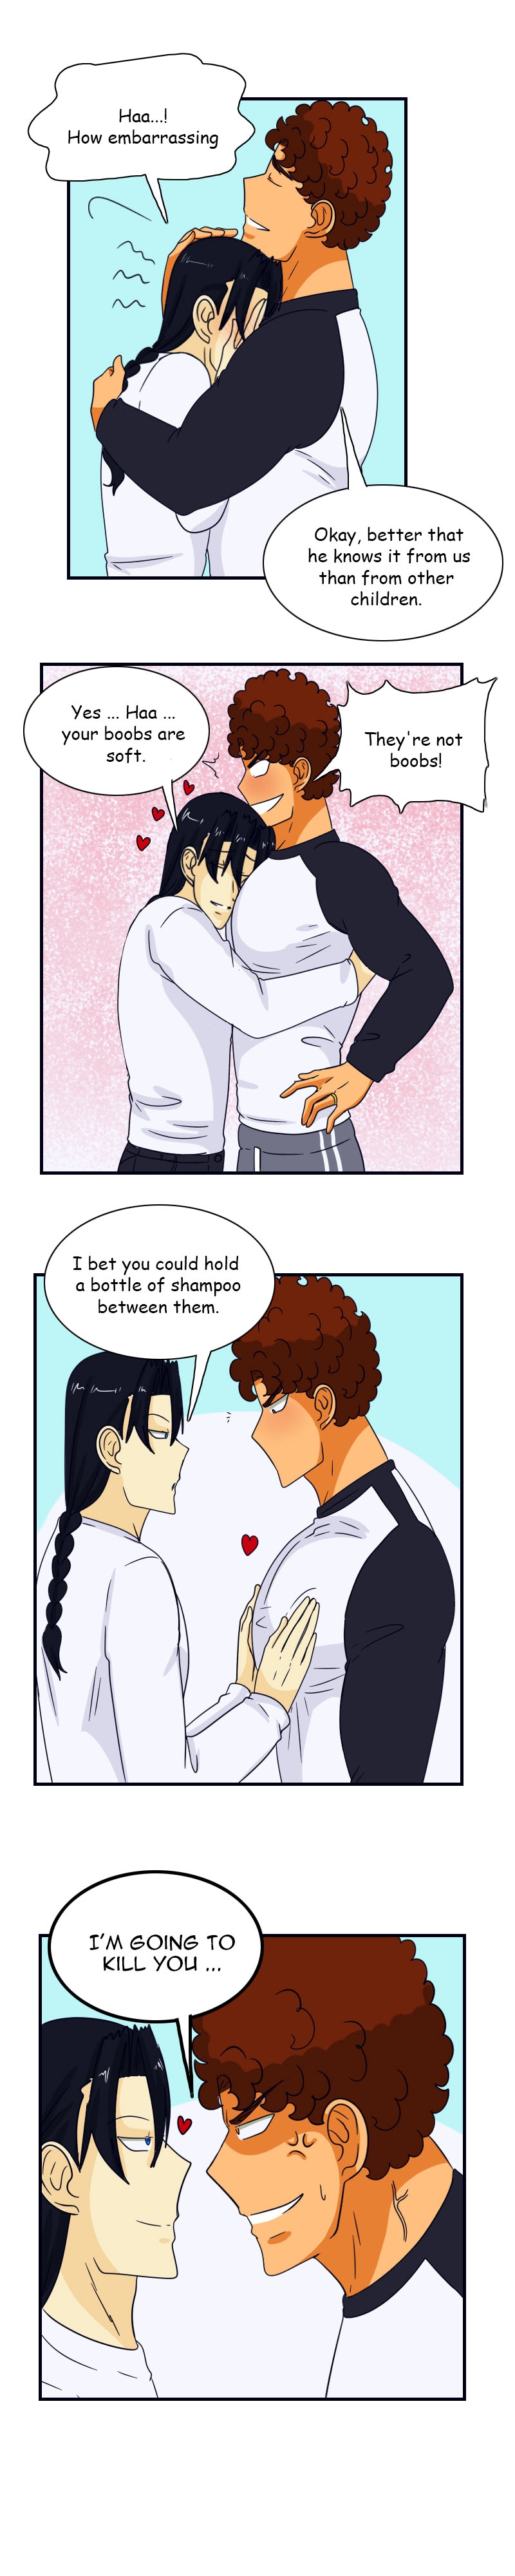 Haa...!
How embarrassing
Okay, better that
he knows it from us
than from other
children.
Yes ... Haa ...
your boobs are
soft.
They're not
boobs!
I bet you could hold
a bottle of shampoo
between them.
I'M GOING TO
KILL YOU ...